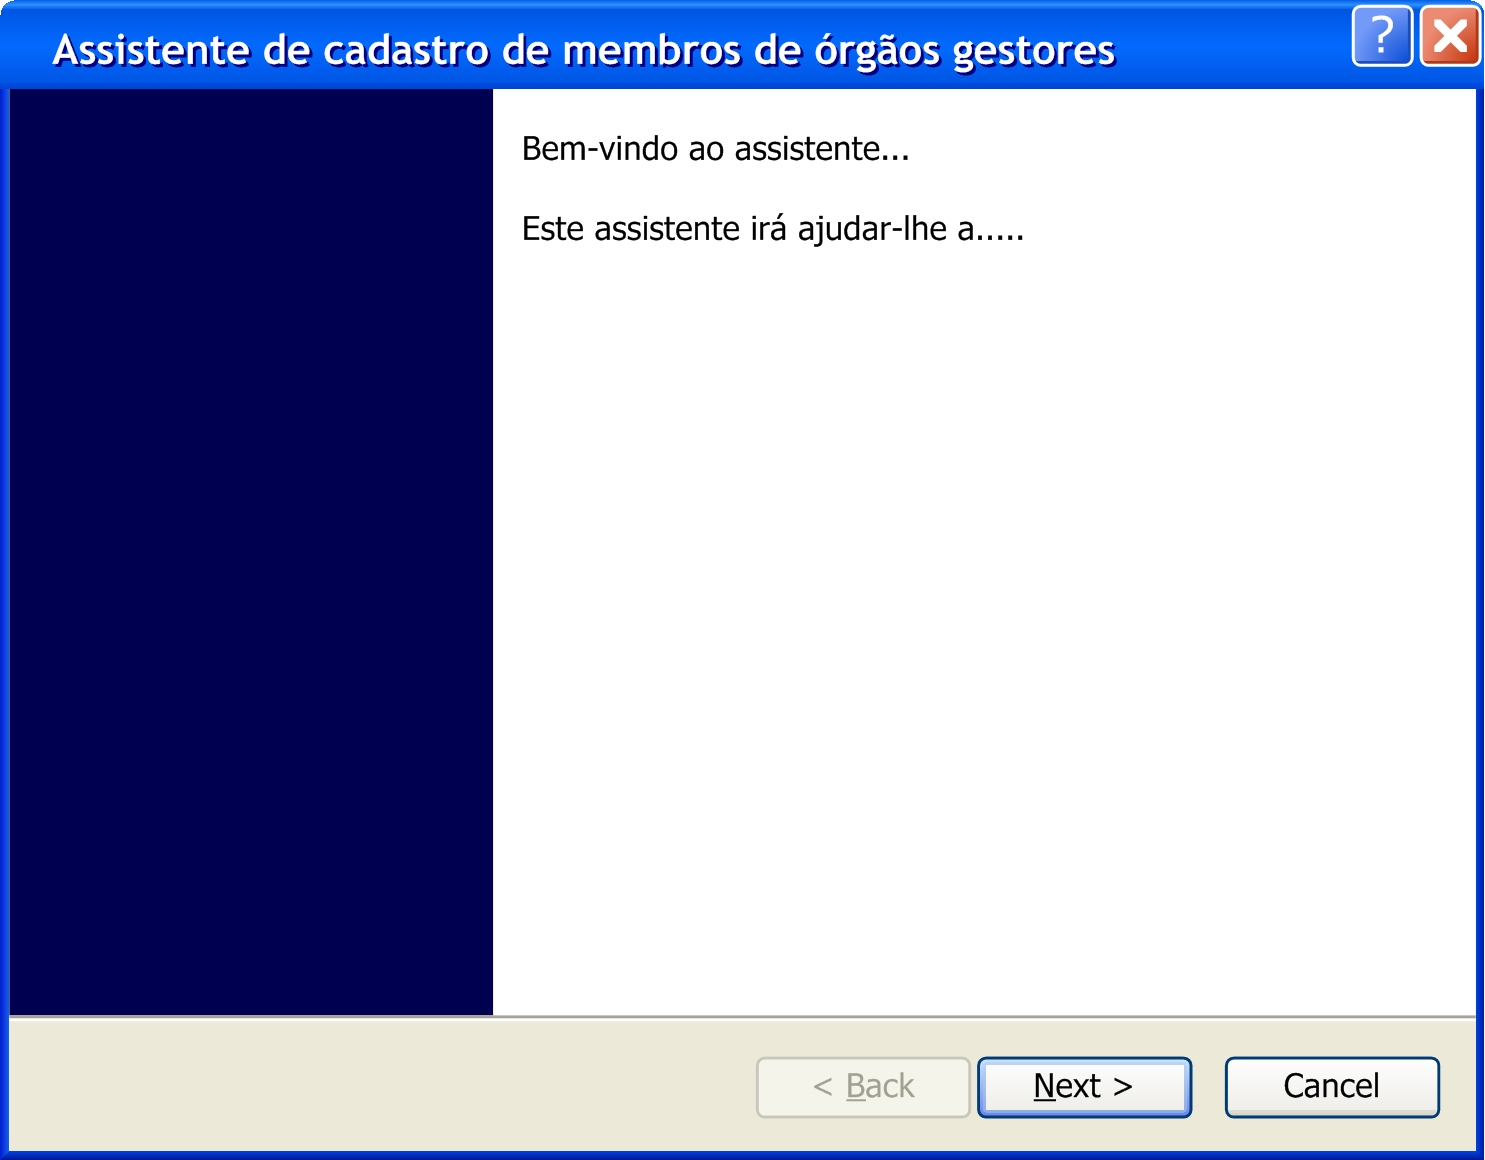 Assistente de cadastro de membros de órgãos gestores
?
Bem-vindo ao assistente...
Este assistente irá ajudar-lhe a.....
< Back
Next >
Cancel